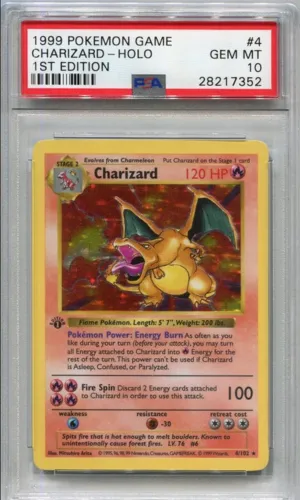 1999 POKEMON GAME #4
CHARIZARD - HOLO GEM MT
1ST EDITION 10
PSA 28217352
STAGE 2 Evolves from Charmeleon Put Charizard on the Stage 1 card
Charizard 120 HP
Flame Pokémon. Length: 5' 7", Weight: 200 lbs.
Pokémon Power: Energy Burn As often as you
like during your turn (before your attack), you may turn
all Energy attached to Charizard into Energy for the
rest of the turn. This power can't be used if Charizard
is Asleep, Confused, or Paralyzed.
Fire Spin Discard 2 Energy cards attached
to Charizard in order to use this attack. 100
weakness resistance retreat cost
-30
Spits fire that is hot enough to melt boulders. Known to
unintentionally cause forest fires. LV. 76 #6
Illus. Mitsuhiro Arita 4/102